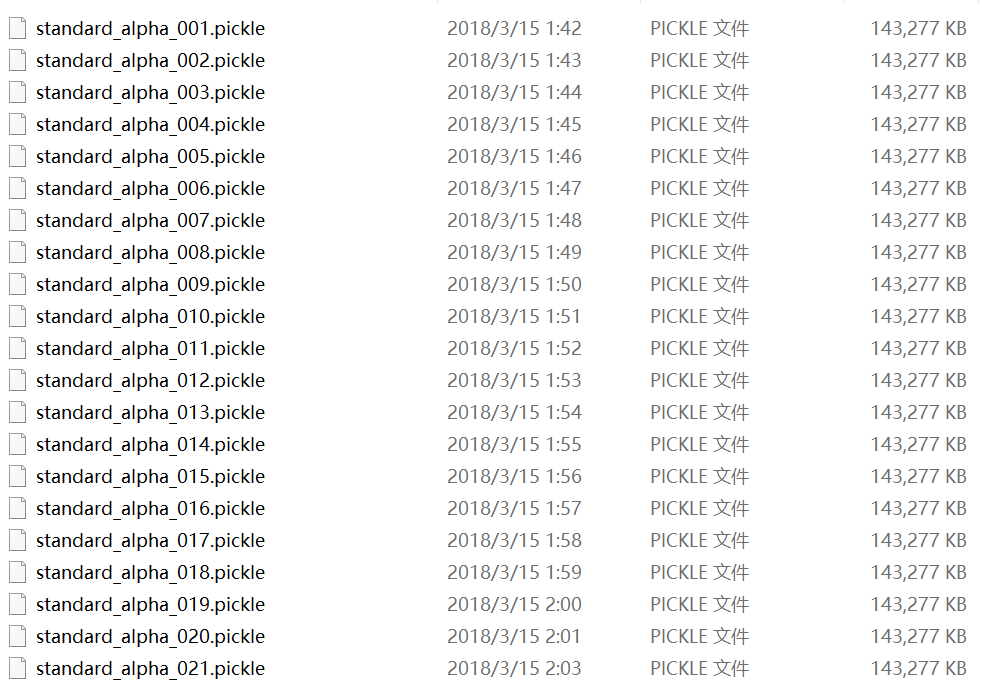 standard_alpha_001.pickle 2018/3/15 1:42 PICKLE 文件 143,277 KB
standard_alpha_002.pickle 2018/3/15 1:43 PICKLE 文件 143,277 KB
standard_alpha_003.pickle 2018/3/15 1:44 PICKLE 文件 143,277 KB
standard_alpha_004.pickle 2018/3/15 1:45 PICKLE 文件 143,277 KB
standard_alpha_005.pickle 2018/3/15 1:46 PICKLE 文件 143,277 KB
standard_alpha_006.pickle 2018/3/15 1:47 PICKLE 文件 143,277 KB
standard_alpha_007.pickle 2018/3/15 1:48 PICKLE 文件 143,277 KB
standard_alpha_008.pickle 2018/3/15 1:49 PICKLE 文件 143,277 KB
standard_alpha_009.pickle 2018/3/15 1:50 PICKLE 文件 143,277 KB
standard_alpha_010.pickle 2018/3/15 1:51 PICKLE 文件 143,277 KB
standard_alpha_011.pickle 2018/3/15 1:52 PICKLE 文件 143,277 KB
standard_alpha_012.pickle 2018/3/15 1:53 PICKLE 文件 143,277 KB
standard_alpha_013.pickle 2018/3/15 1:54 PICKLE 文件 143,277 KB
standard_alpha_014.pickle 2018/3/15 1:55 PICKLE 文件 143,277 KB
standard_alpha_015.pickle 2018/3/15 1:56 PICKLE 文件 143,277 KB
standard_alpha_016.pickle 2018/3/15 1:57 PICKLE 文件 143,277 KB
standard_alpha_017.pickle 2018/3/15 1:58 PICKLE 文件 143,277 KB
standard_alpha_018.pickle 2018/3/15 1:59 PICKLE 文件 143,277 KB
standard_alpha_019.pickle 2018/3/15 2:00 PICKLE 文件 143,277 KB
standard_alpha_020.pickle 2018/3/15 2:01 PICKLE 文件 143,277 KB
standard_alpha_021.pickle 2018/3/15 2:03 PICKLE 文件 143,277 KB